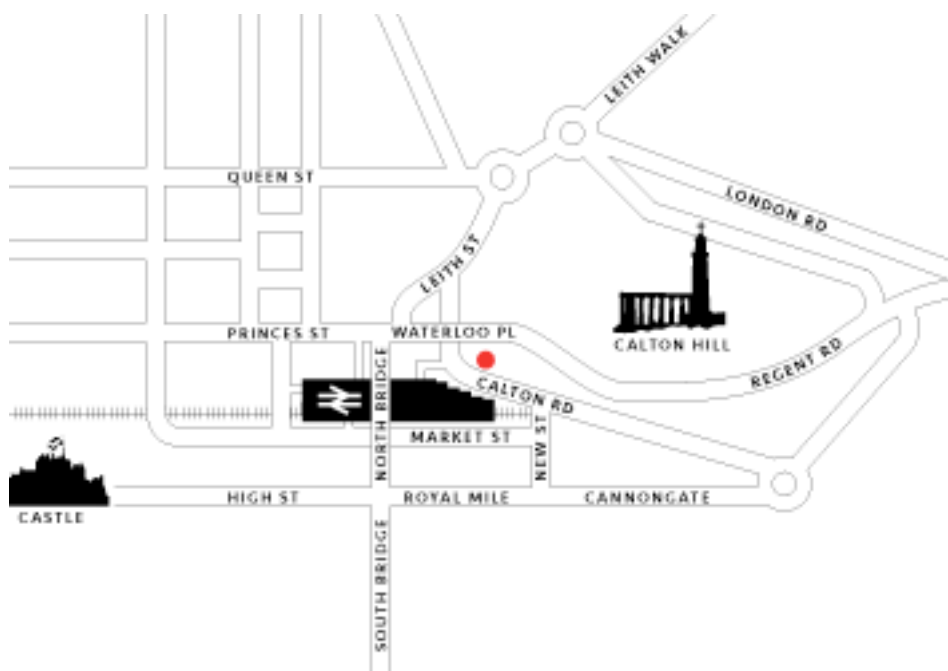 LEITH WALK
QUEEN ST
LONDON RD
LEITH ST
PRINCES ST
WATERLOO PL
CALTON HILL
REGENT RD
NORTH BRIDGE
CALTON RD
MARKET ST
NEW ST
HIGH ST
ROYAL MILE
CANNONGATE
CASTLE
SOUTH BRIDGE